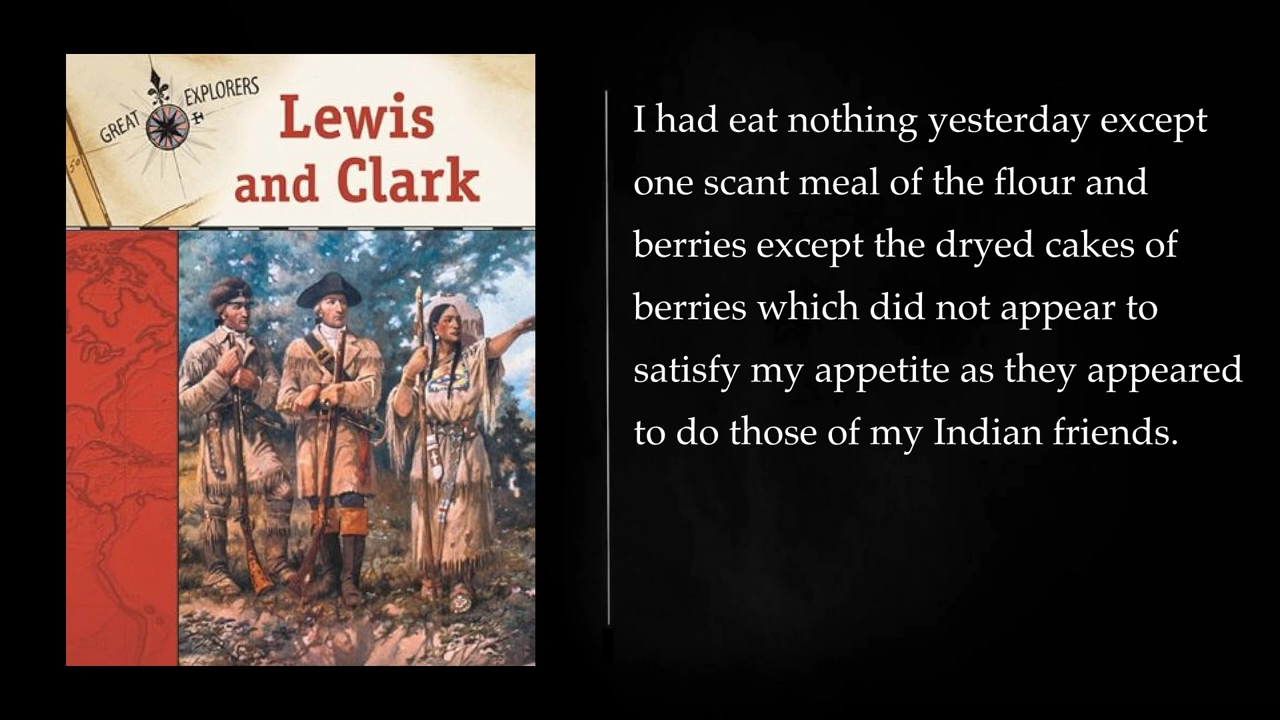 GREAT EXPLORERS
Lewis
and Clark
50
I had eat nothing yesterday except
one scant meal of the flour and
berries except the dryed cakes of
berries which did not appear to
satisfy my appetite as they appeared
to do those of my Indian friends.